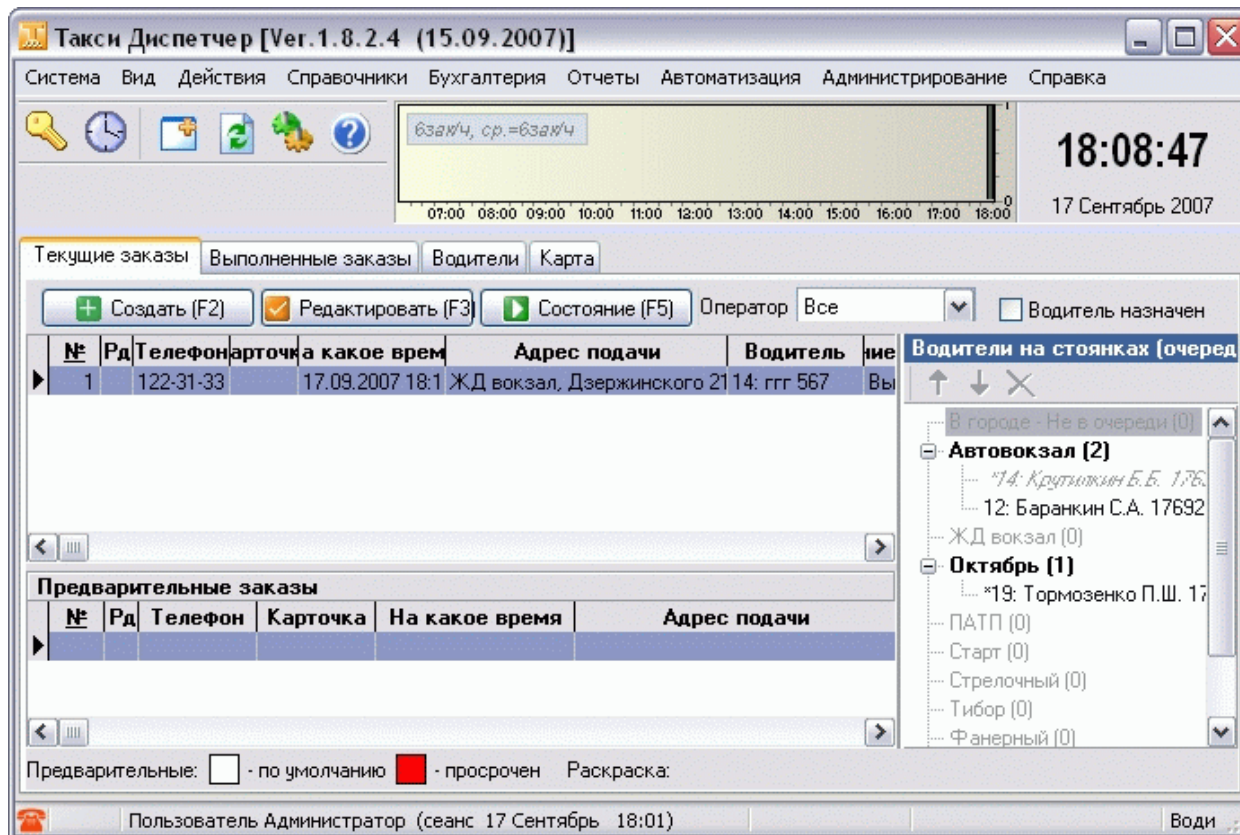 Такси Диспетчер [Ver.1.8.2.4 (15.09.2007)]
Система Вид Действия Справочники Бухгалтерия Отчеты Автоматизация Администрирование Справка
6зак/ч, ср.=6зак/ч
1
0
07:00 08:00 09:00 10:00 11:00 12:00 13:00 14:00 15:00 16:00 17:00 18:00
18:08:47
17 Сентябрь 2007
Текущие заказы Выполненные заказы Водители Карта
Создать (F2) Редактировать (F3) Состояние (F5) Оператор Все Водитель назначен
№ Рд Телефон арточк а какое врем Адрес подачи Водитель ние
1 122-31-33 17.09.2007 18:1 ЖД вокзал, Дзержинского 21 14: ггг 567 Вы
Водители на стоянках (очеред
В городе - Не в очереди (0)
Автовокзал (2)
*14: Крутилкин Б.Б. 176
12: Баранкин С.А. 17692
ЖД вокзал (0)
Октябрь (1)
*19: Тормозенко П.Ш. 17
ПАТП (0)
Старт (0)
Стрелочный (0)
Тибор (0)
Фанерный (0)
Предварительные заказы
№ Рд Телефон Карточка На какое время Адрес подачи
Предварительные: - по умолчанию - просрочен Раскраска:
Пользователь Администратор (сеанс 17 Сентябрь 18:01) Води